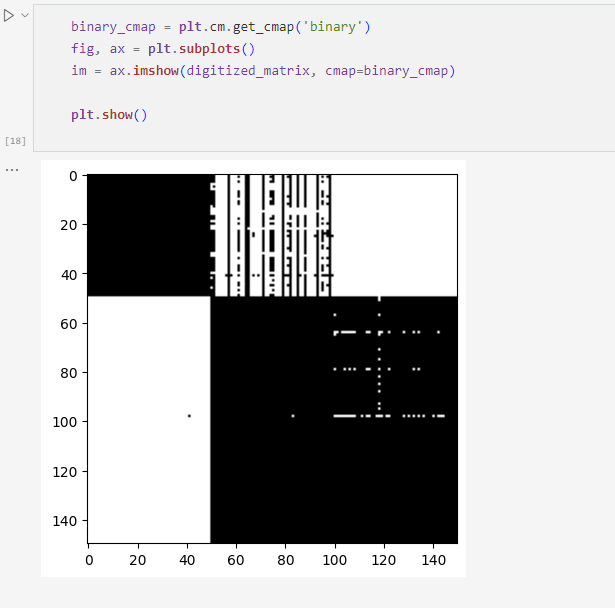 binary_cmap = plt.cm.get_cmap('binary')
fig, ax = plt.subplots()
im = ax.imshow(digitized_matrix, cmap=binary_cmap)
plt.show()
[18]
...
0
20
40
60
80
100
120
140
0 20 40 60 80 100 120 140